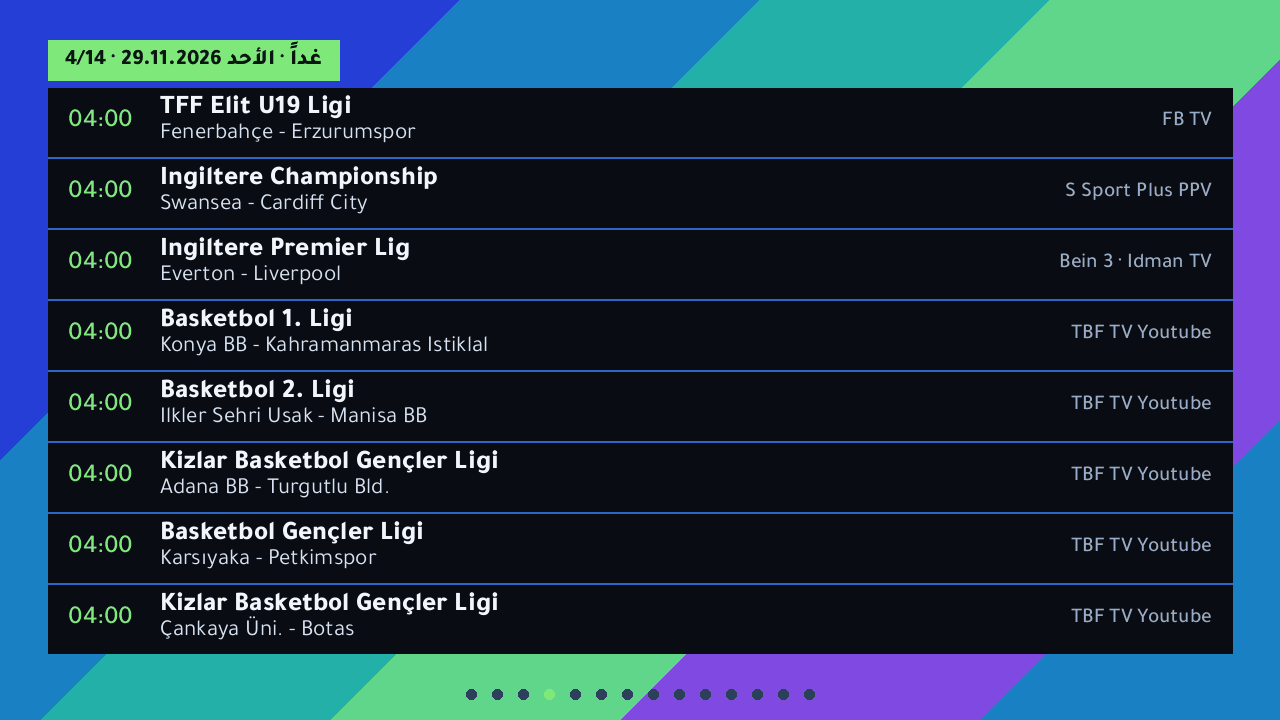 غداً · الأحد 29.11.2026 · 4/14
04:00
TFF Elit U19 Ligi
Fenerbahçe - Erzurumspor
FB TV
04:00
Ingiltere Championship
Swansea - Cardiff City
S Sport Plus PPV
04:00
Ingiltere Premier Lig
Everton - Liverpool
Bein 3 · Idman TV
04:00
Basketbol 1. Ligi
Konya BB - Kahramanmaras Istiklal
TBF TV Youtube
04:00
Basketbol 2. Ligi
Ilkler Sehri Usak - Manisa BB
TBF TV Youtube
04:00
Kizlar Basketbol Gençler Ligi
Adana BB - Turgutlu Bld.
TBF TV Youtube
04:00
Basketbol Gençler Ligi
Karsıyaka - Petkimspor
TBF TV Youtube
04:00
Kizlar Basketbol Gençler Ligi
Çankaya Üni. - Botas
TBF TV Youtube